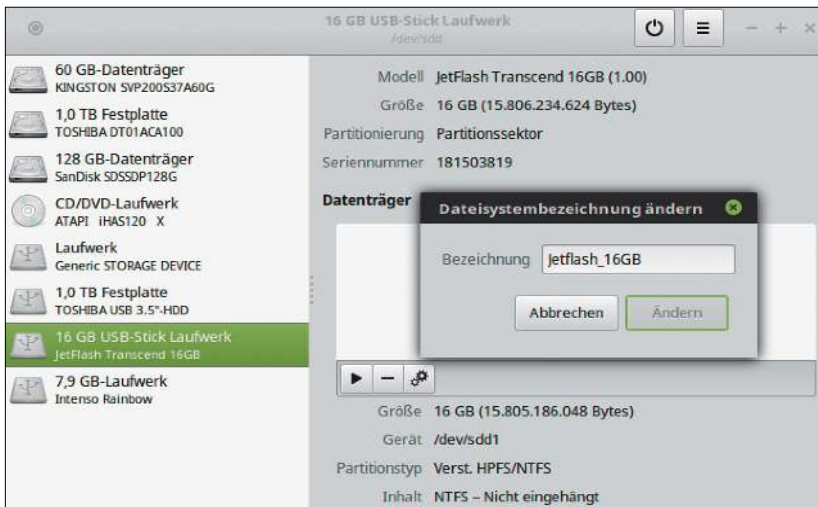 16 GB USB-Stick Laufwerk
/dev/sdd
60 GB-Datenträger
KINGSTON SVP200S37A60G
1,0 TB Festplatte
TOSHIBA DT01ACA100
128 GB-Datenträger
SanDisk SDSSDP128G
CD/DVD-Laufwerk
ATAPI iHAS120 X
Laufwerk
Generic STORAGE DEVICE
1,0 TB Festplatte
TOSHIBA USB 3.5"-HDD
16 GB USB-Stick Laufwerk
JetFlash Transcend 16GB
7,9 GB-Laufwerk
Intenso Rainbow
Modell JetFlash Transcend 16GB (1.00)
Größe 16 GB (15.806.234.624 Bytes)
Partitionierung Partitionssektor
Seriennummer 181503819
Datenträger
Dateisystembezeichnung ändern
Bezeichnung Jetflash_16GB
Abbrechen Ändern
Größe 16 GB (15.805.186.048 Bytes)
Gerät /dev/sdd1
Partitionstyp Verst. HPFS/NTFS
Inhalt NTFS – Nicht eingehängt